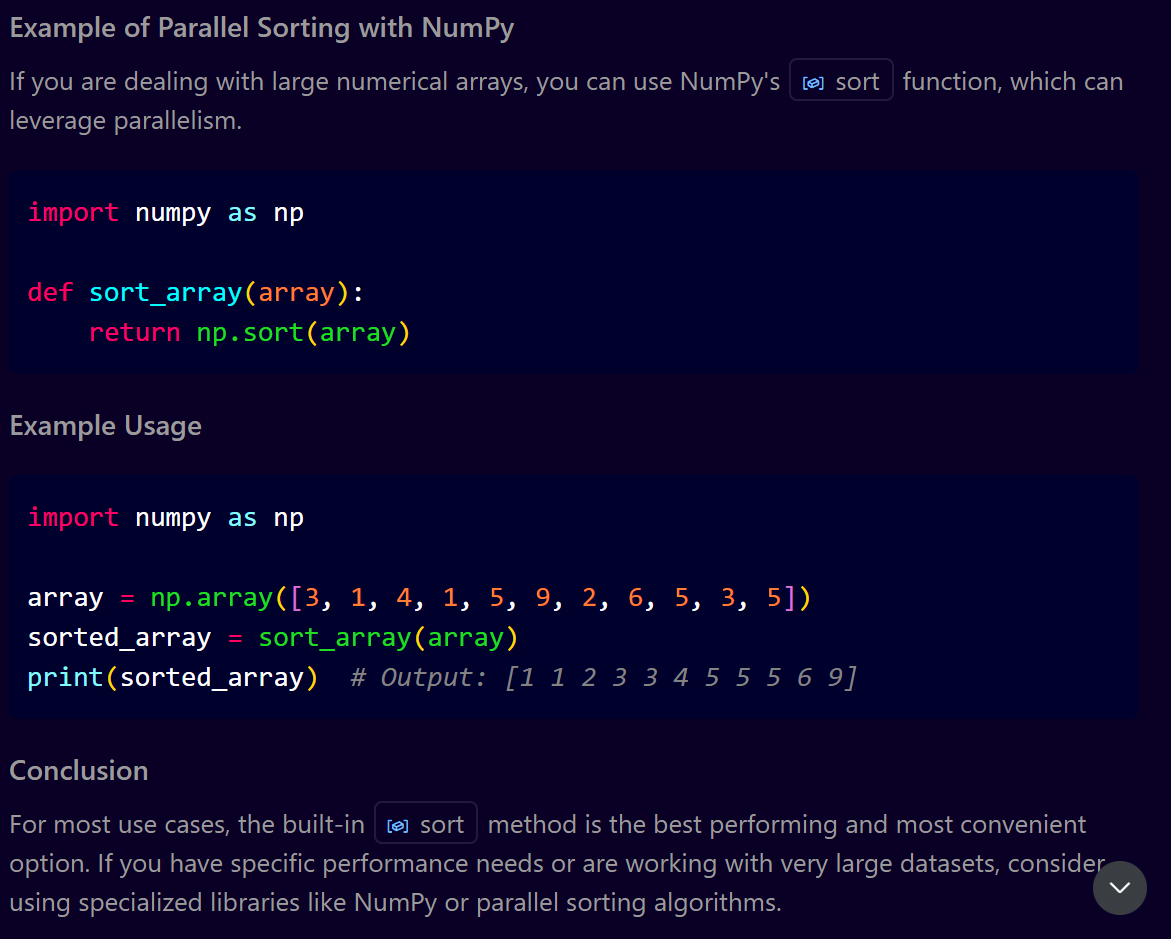 Example of Parallel Sorting with NumPy
If you are dealing with large numerical arrays, you can use NumPy's sort function, which can
leverage parallelism.
import numpy as np
def sort_array(array):
    return np.sort(array)
Example Usage
import numpy as np
array = np.array([3, 1, 4, 1, 5, 9, 2, 6, 5, 3, 5])
sorted_array = sort_array(array)
print(sorted_array)  # Output: [1 1 2 3 3 4 5 5 5 6 9]
Conclusion
For most use cases, the built-in sort method is the best performing and most convenient
option. If you have specific performance needs or are working with very large datasets, consider
using specialized libraries like NumPy or parallel sorting algorithms.